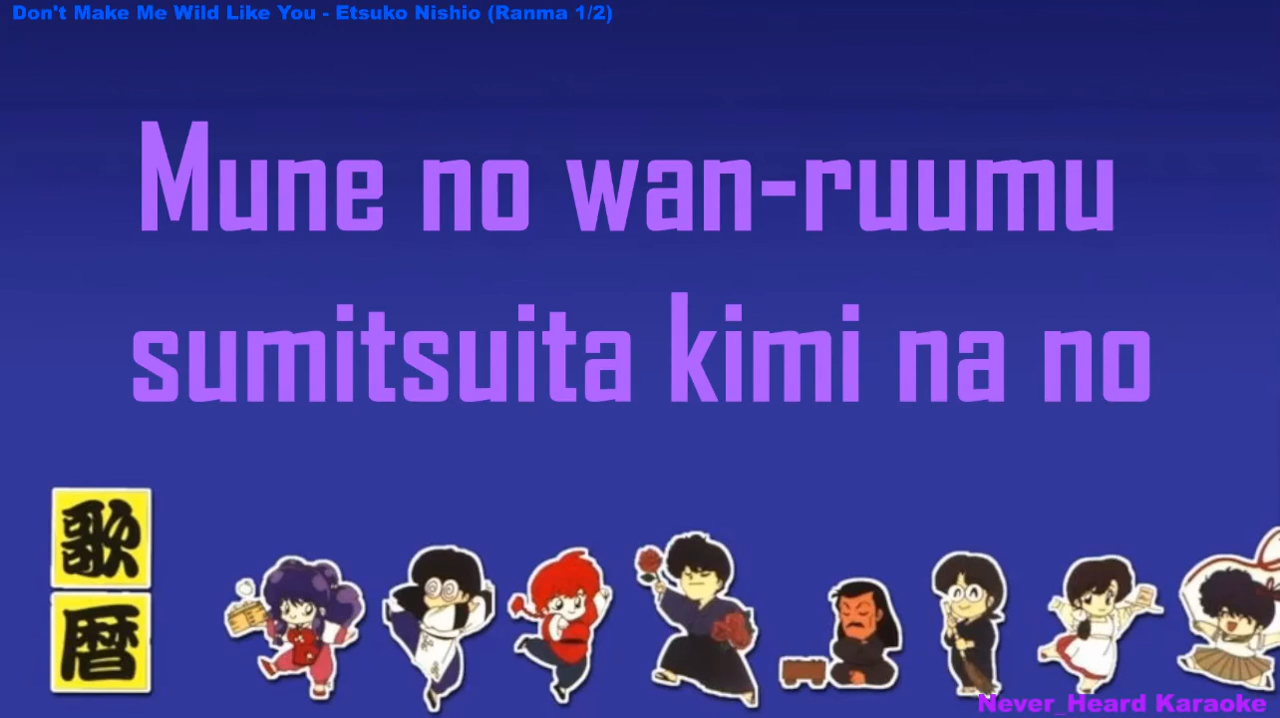 Don't Make Me Wild Like You - Etsuko Nishio (Ranma 1/2)
Mune no wan-ruumu
sumitsuita kimi na no
歌
暦
Never_Heard Karaoke